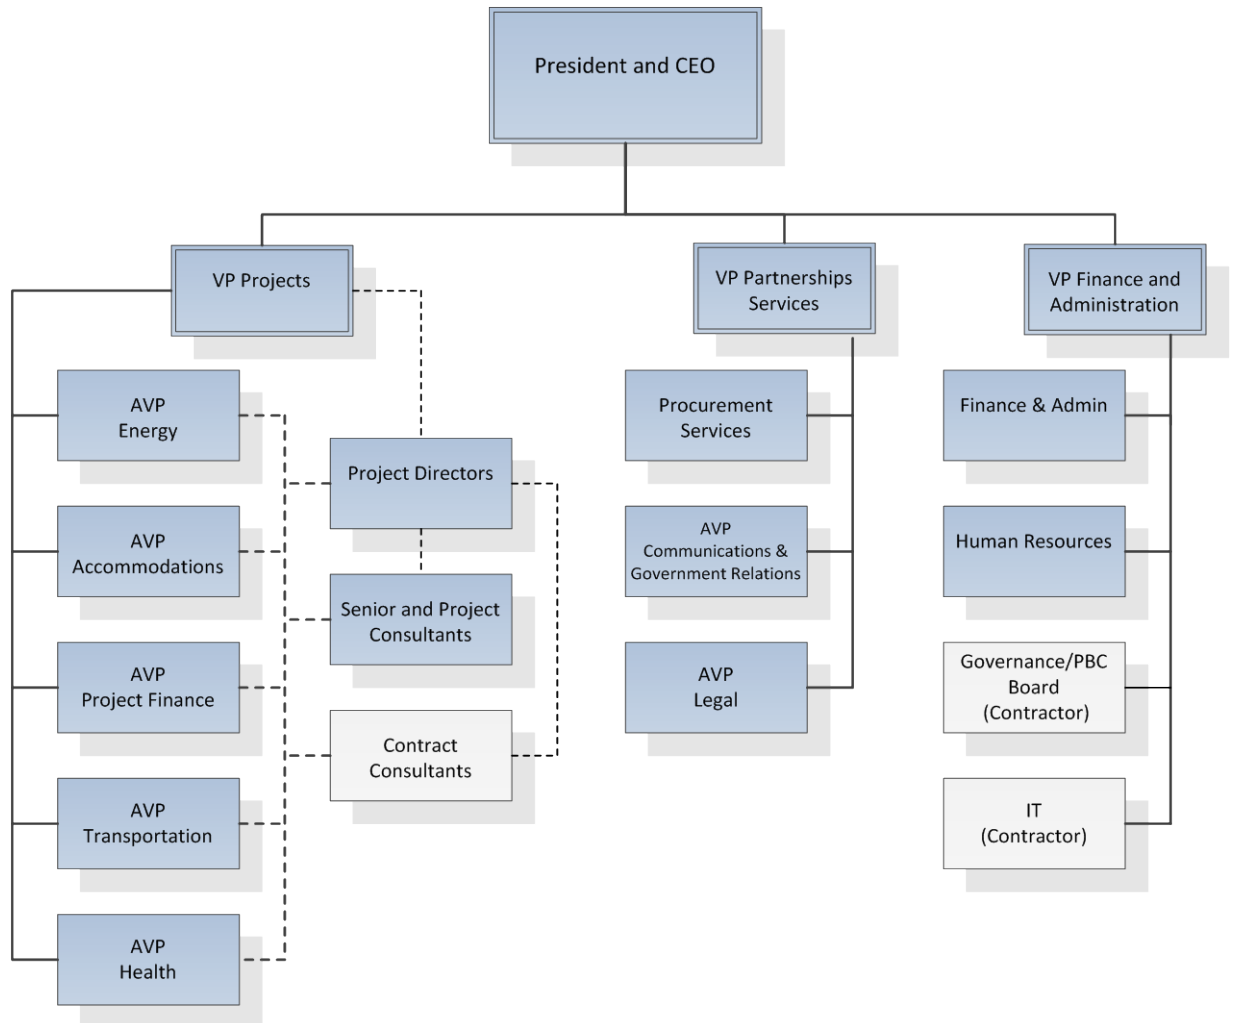 President and CEO
VP Projects
VP Partnerships
Services
VP Finance and
Administration
AVP
Energy
AVP
Accommodations
AVP
Project Finance
AVP
Transportation
AVP
Health
Project Directors
Senior and Project
Consultants
Contract
Consultants
Procurement
Services
AVP
Communications &
Government Relations
AVP
Legal
Finance & Admin
Human Resources
Governance/PBC
Board
(Contractor)
IT
(Contractor)